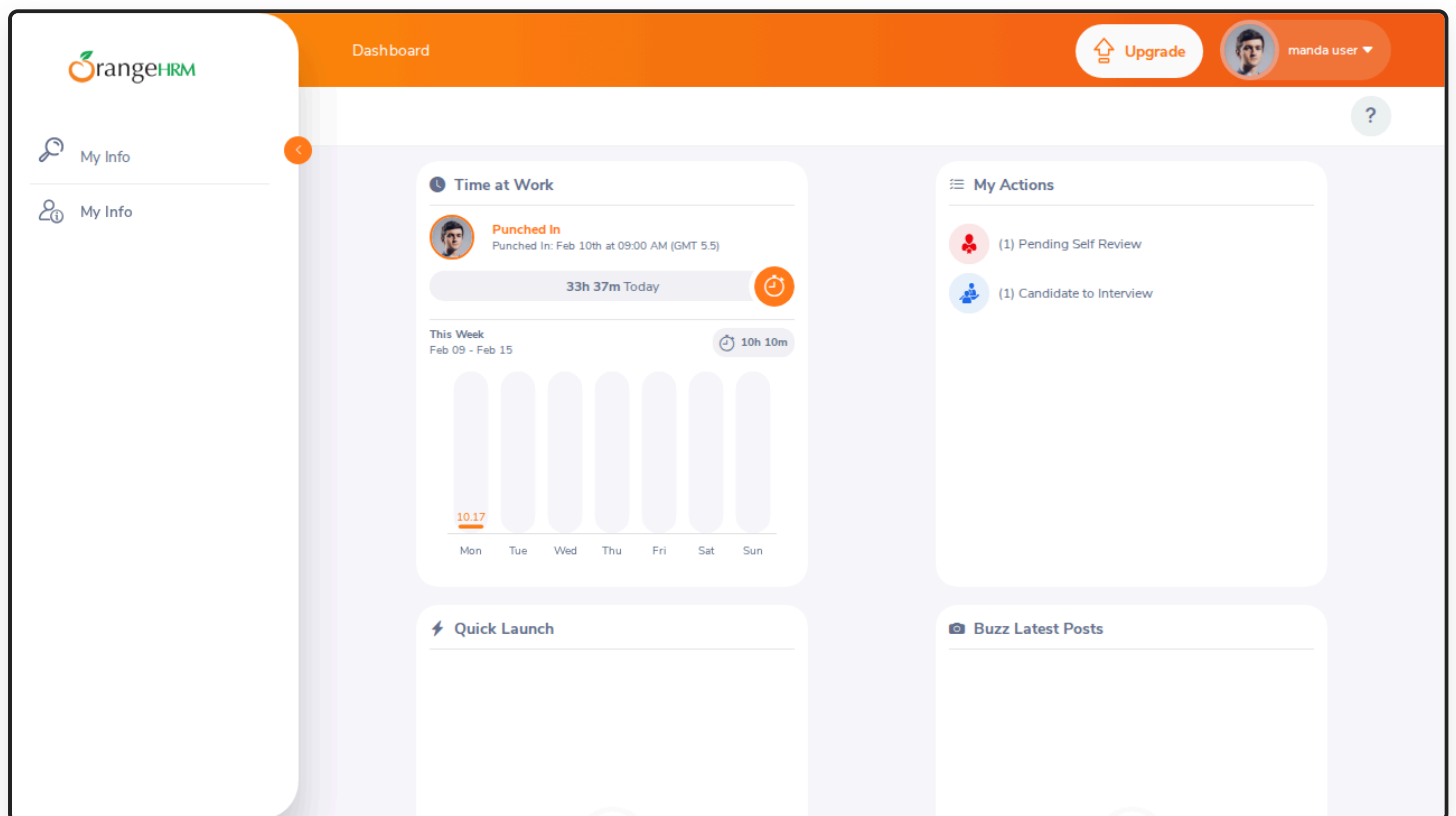 OrangeHRM
Dashboard
Upgrade
manda user
?
My Info
My Info
Time at Work
Punched In
Punched In: Feb 10th at 09:00 AM (GMT 5.5)
33h 37m Today
This Week
Feb 09 - Feb 15
10h 10m
10.17
Mon Tue Wed Thu Fri Sat Sun
My Actions
(1) Pending Self Review
(1) Candidate to Interview
Quick Launch
Buzz Latest Posts